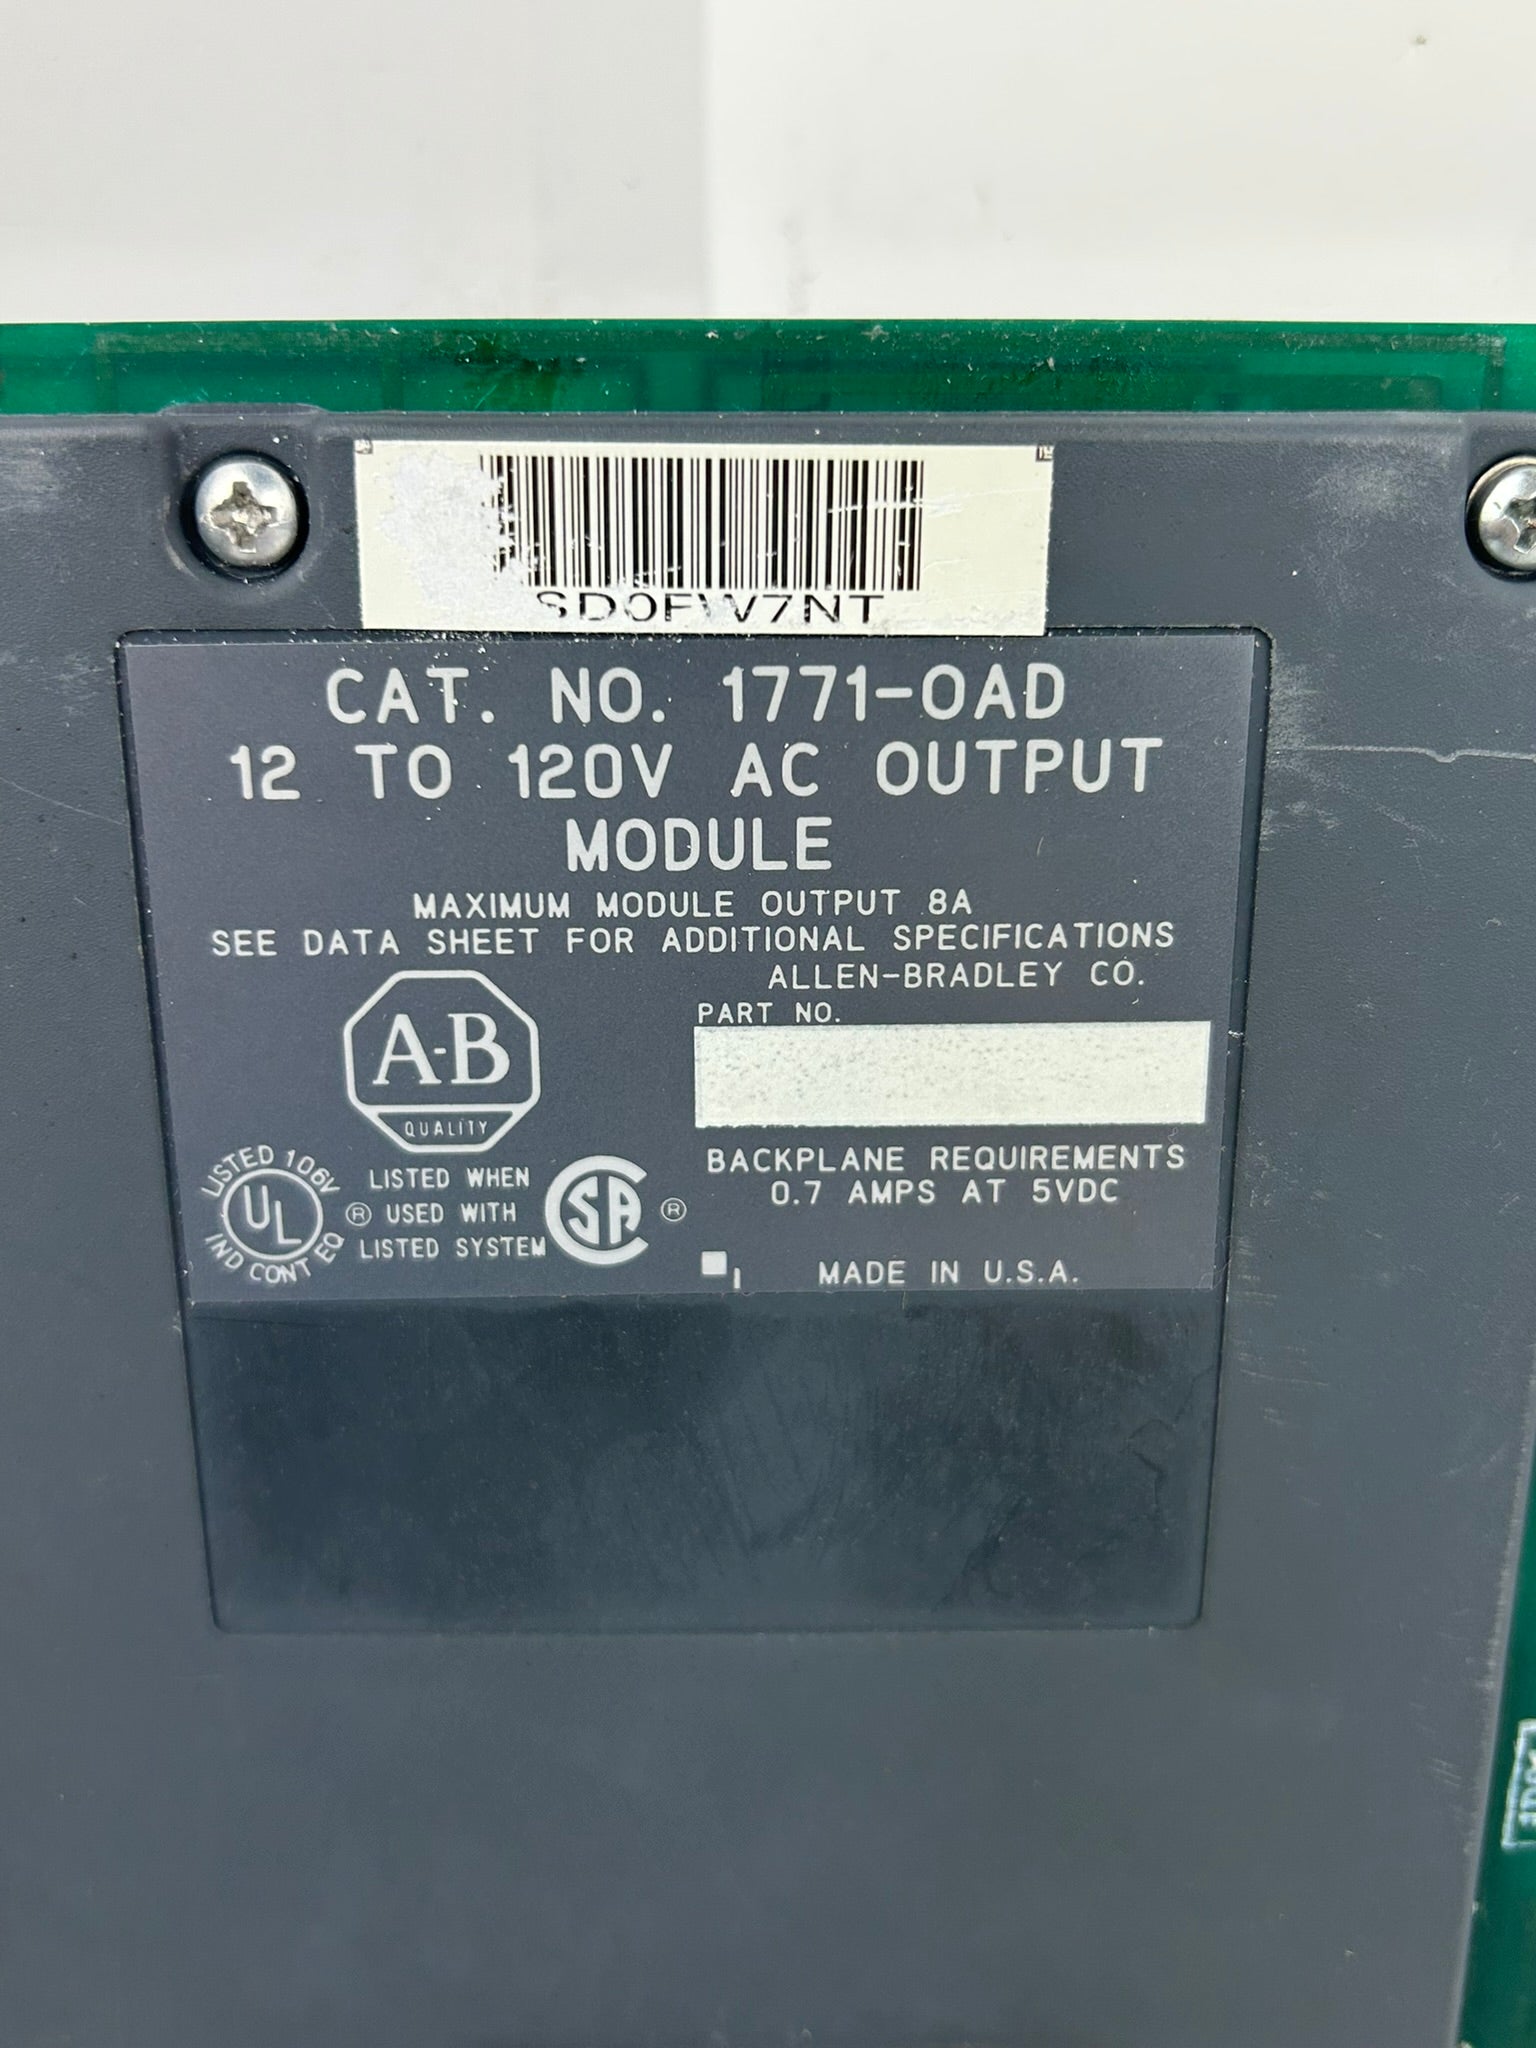 SD0FW7NT
CAT. NO. 1771-OAD
12 TO 120V AC OUTPUT
MODULE
MAXIMUM MODULE OUTPUT 8A
SEE DATA SHEET FOR ADDITIONAL SPECIFICATIONS
ALLEN-BRADLEY CO.
PART NO.
A-B
QUALITY
BACKPLANE REQUIREMENTS
0.7 AMPS AT 5VDC
LISTED 106V
UL
IND CONT EQ
®
LISTED WHEN
USED WITH
LISTED SYSTEM
SA ®
MADE IN U.S.A.